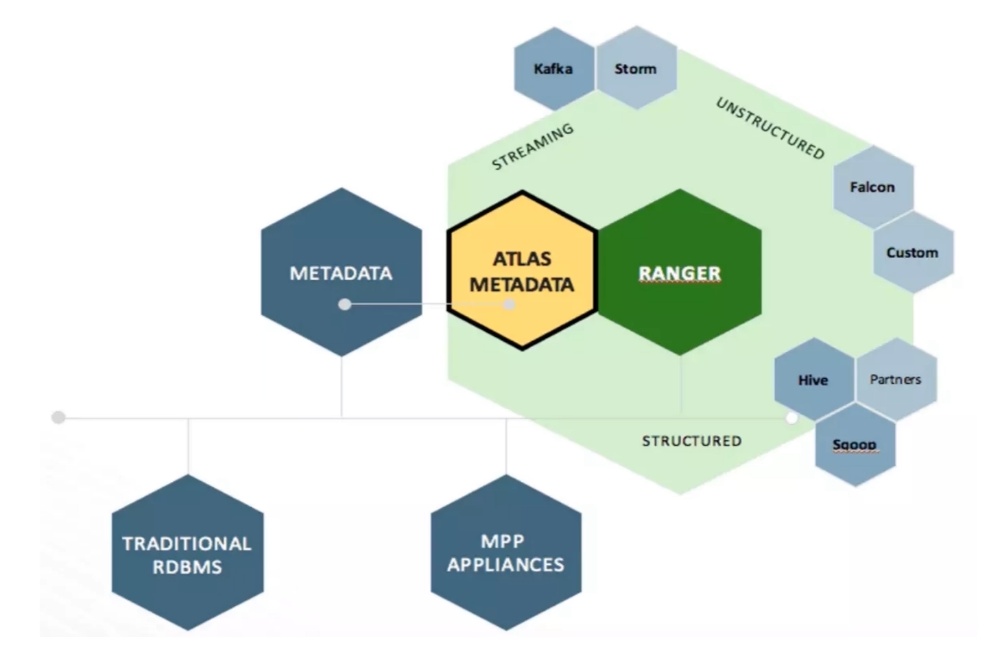 Kafka
Storm
STREAMING
UNSTRUCTURED
Falcon
Custom
METADATA
ATLAS
METADATA
RANGER
Hive
Partners
Sqoop
STRUCTURED
TRADITIONAL
RDBMS
MPP
APPLIANCES